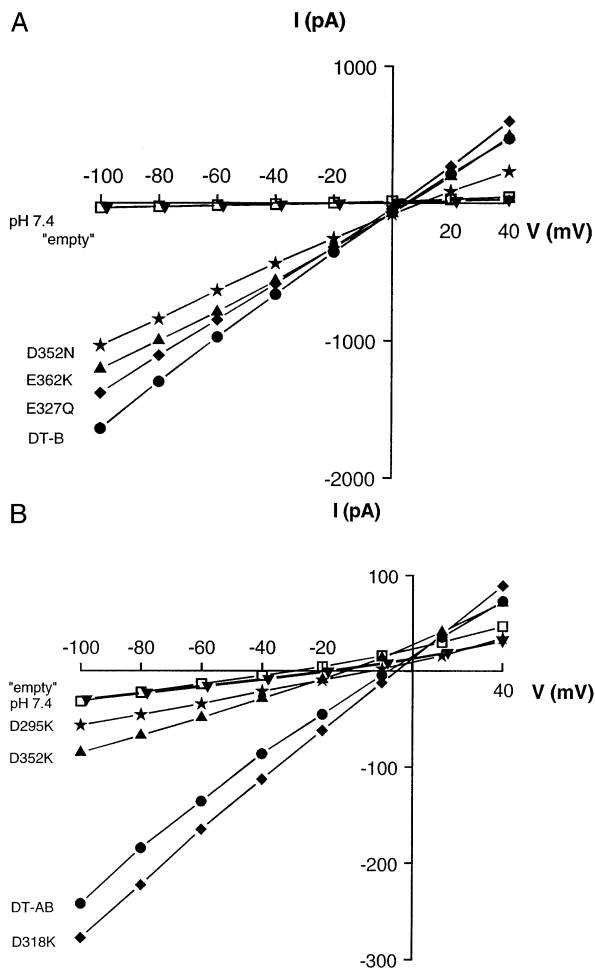 A
I (pA)
1000
-100 -80 -60 -40 -20
pH 7.4
"empty"
20 40 V (mV)
D352N
-1000
E362K
E327Q
DT-B
-2000
B
I (pA)
100
-100 -80 -60 -40 -20
"empty"
pH 7.4
40 V (mV)
D295K
D352K
-100
-200
DT-AB
D318K
-300